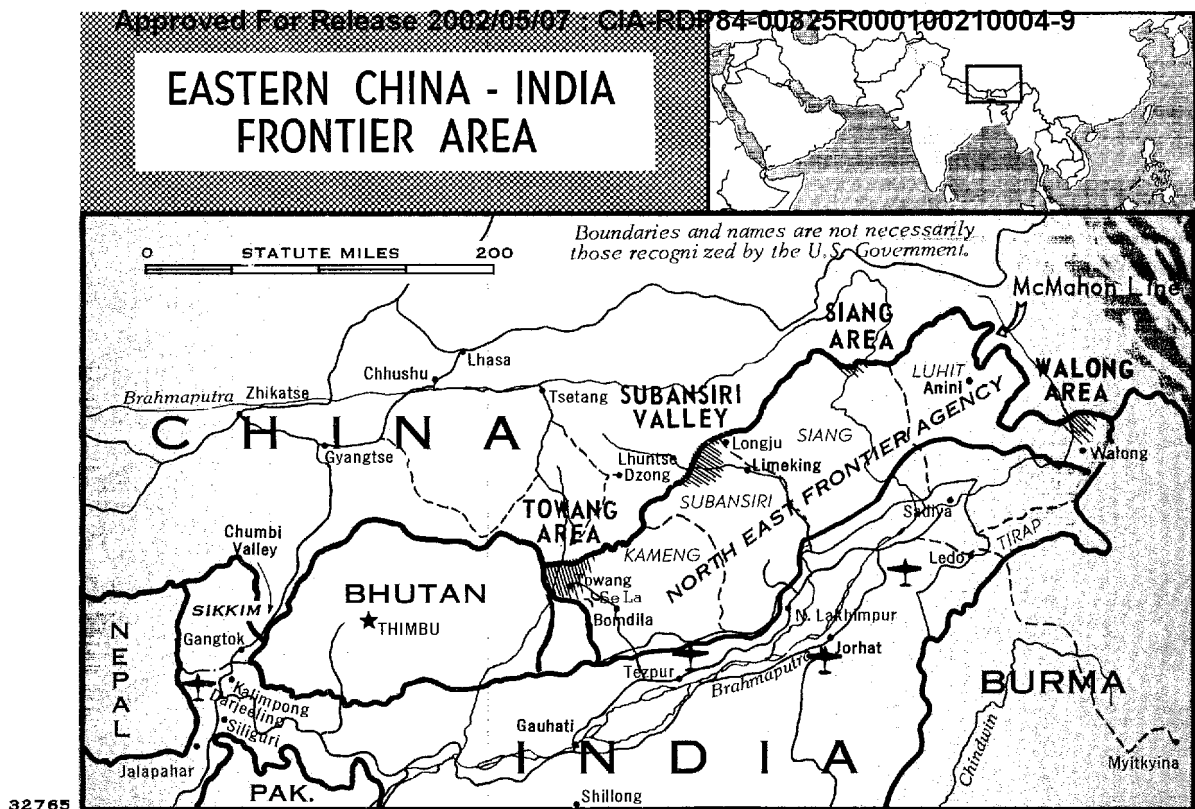 Approved For Release 2002/05/07 : CIA-RDP84-00825R000100210004-9
EASTERN CHINA - INDIA
FRONTIER AREA
Boundaries and names are not necessarily
those recognized by the U.S. Government.
0 STATUTE MILES 200
McMahon Line
SIANG
AREA
Lhasa
Chhushu
LUHIT
Anini
WALONG
AREA
Brahmaputra
Zhikatse
Tsetang
SUBANSIRI
VALLEY
CHINA
Gyangtse
Longju
SIANG
Walong
Lhuntse
Dzong
Limeking
NORTH EAST FRONTIER AGENCY
SUBANSIRI
Sadiya
TOWANG
AREA
Chumbi
Valley
KAMENG
Ledo
TIRAP
Towang
Se La
Bomdila
BHUTAN
THIMBU
SIKKIM
Gangtok
NEPAL
N. Lakhimpur
Jorhat
Tezpur
Brahmaputra
BURMA
Kalimpong
Darjeeling
Siliguri
Gauhati
INDIA
Chindwin
Myitkyina
Jalapahar
PAK.
Shillong
32765